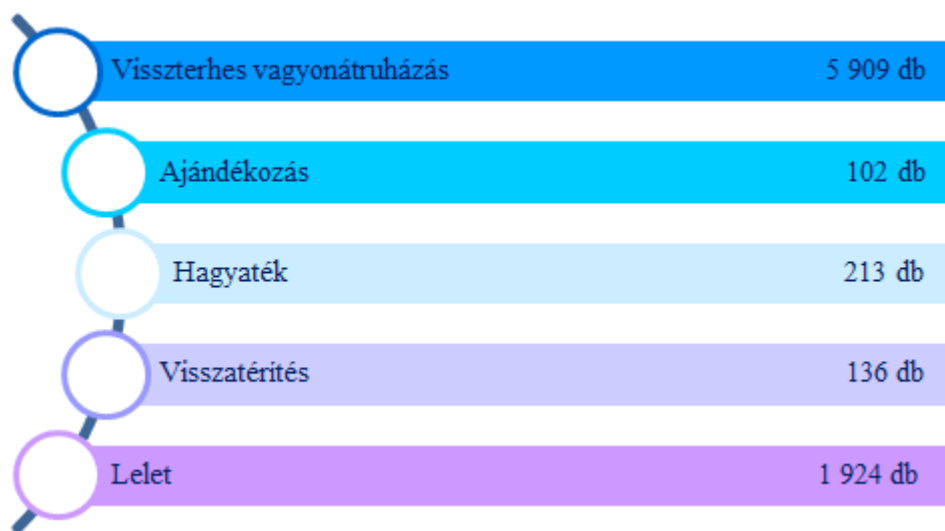 Visszterhes vagyonátruházás 5 909 db
Ajándékozás 102 db
Hagyaték 213 db
Visszatérítés 136 db
Lelet 1 924 db